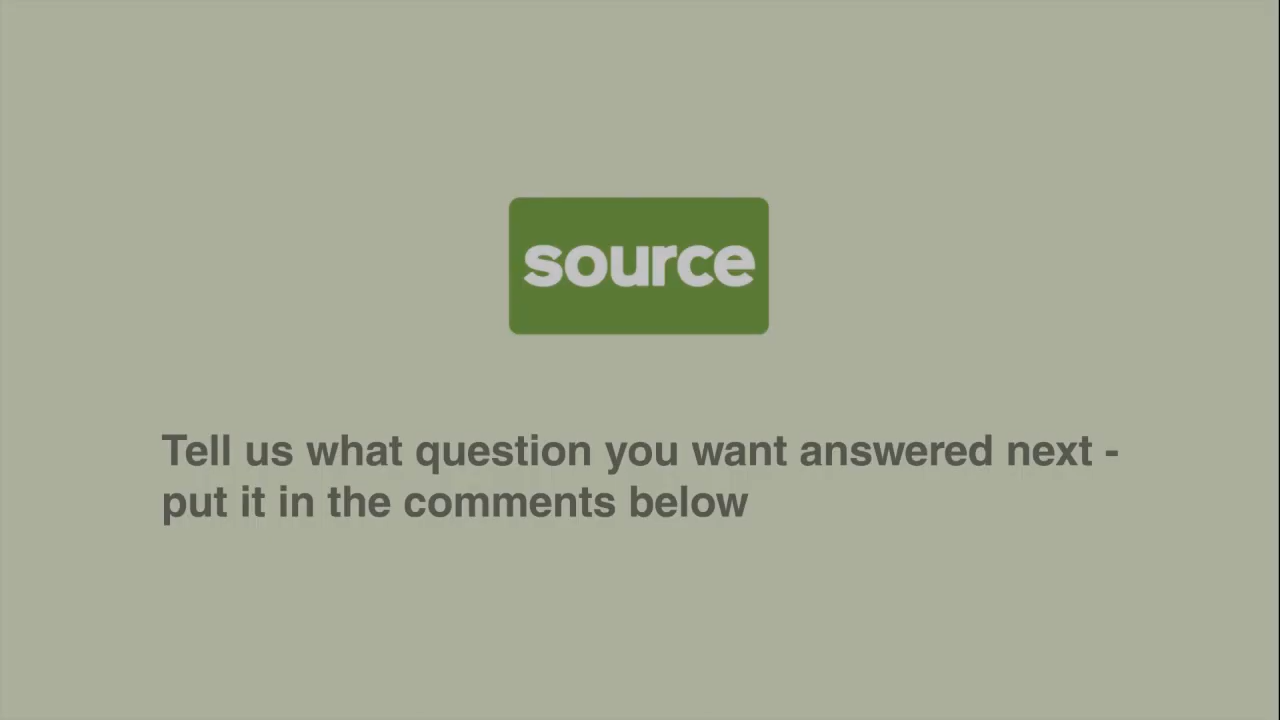 source
Tell us what question you want answered next -
put it in the comments below